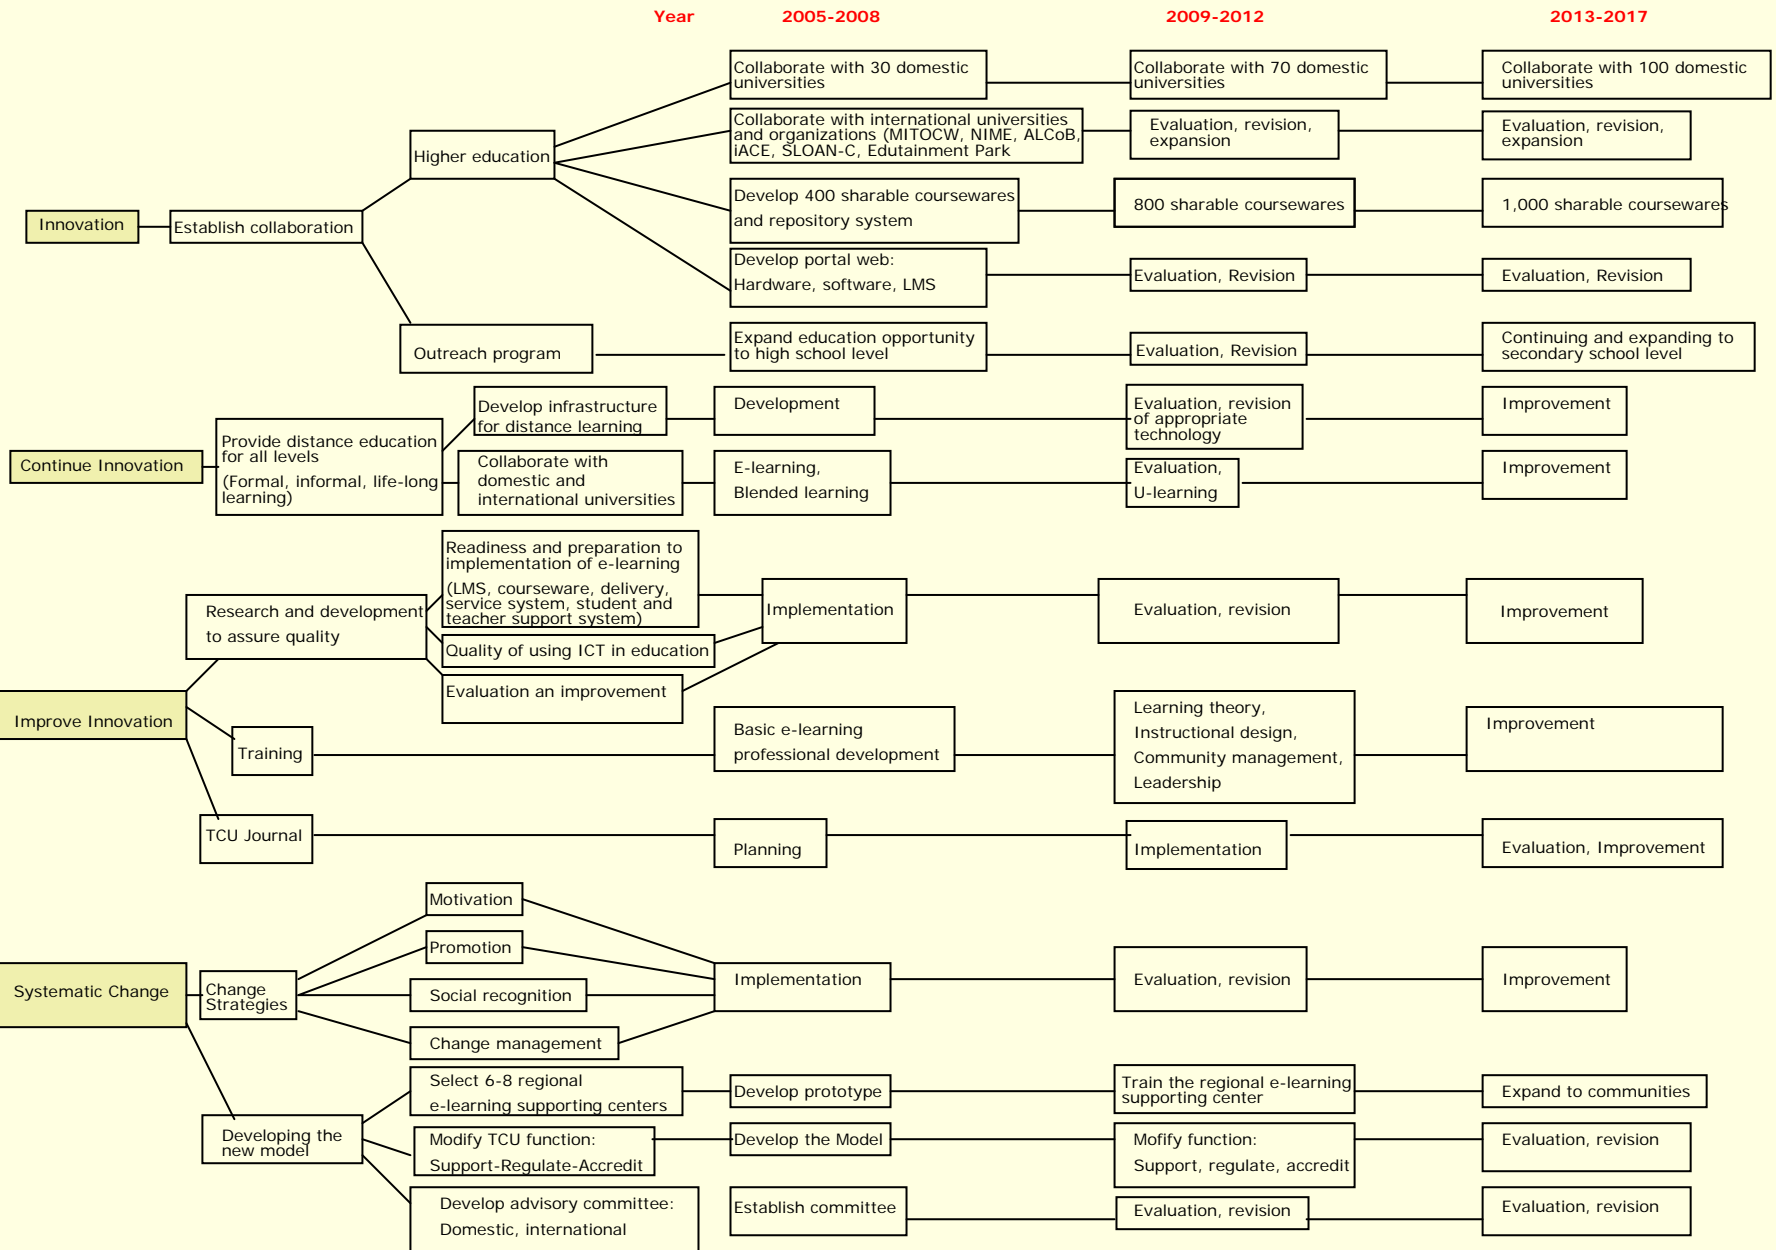 Year 2005-2008 2009-2012 2013-2017
Collaborate with 30 domestic
universities
Collaborate with 70 domestic
universities
Collaborate with 100 domestic
universities
Collaborate with international universities
and organizations (MITOCW, NIME, ALCoB,
iACE, SLOAN-C, Edutainment Park
Evaluation, revision,
expansion
Evaluation, revision,
expansion
Higher education
Develop 400 sharable coursewares
and repository system
800 sharable coursewares
1,000 sharable coursewares
Innovation
Establish collaboration
Develop portal web:
Hardware, software, LMS
Evaluation, Revision
Evaluation, Revision
Outreach program
Expand education opportunity
to high school level
Evaluation, Revision
Continuing and expanding to
secondary school level
Continue Innovation
Provide distance education
for all levels
(Formal, informal, life-long
learning)
Develop infrastructure
for distance learning
Development
Evaluation, revision
of appropriate
technology
Improvement
Collaborate with
domestic and
international universities
E-learning,
Blended learning
Evaluation,
U-learning
Improvement
Improve Innovation
Research and development
to assure quality
Readiness and preparation to
implementation of e-learning
(LMS, courseware, delivery,
service system, student and
teacher support system)
Quality of using ICT in education
Evaluation an improvement
Implementation
Evaluation, revision
Improvement
Training
Basic e-learning
professional development
Learning theory,
Instructional design,
Community management,
Leadership
Improvement
TCU Journal
Planning
Implementation
Evaluation, Improvement
Systematic Change
Change
Strategies
Motivation
Promotion
Social recognition
Change management
Implementation
Evaluation, revision
Improvement
Developing the
new model
Select 6-8 regional
e-learning supporting centers
Develop prototype
Train the regional e-learning
supporting center
Expand to communities
Modify TCU function:
Support-Regulate-Accredit
Develop the Model
Mofify function:
Support, regulate, accredit
Evaluation, revision
Develop advisory committee:
Domestic, international
Establish committee
Evaluation, revision
Evaluation, revision